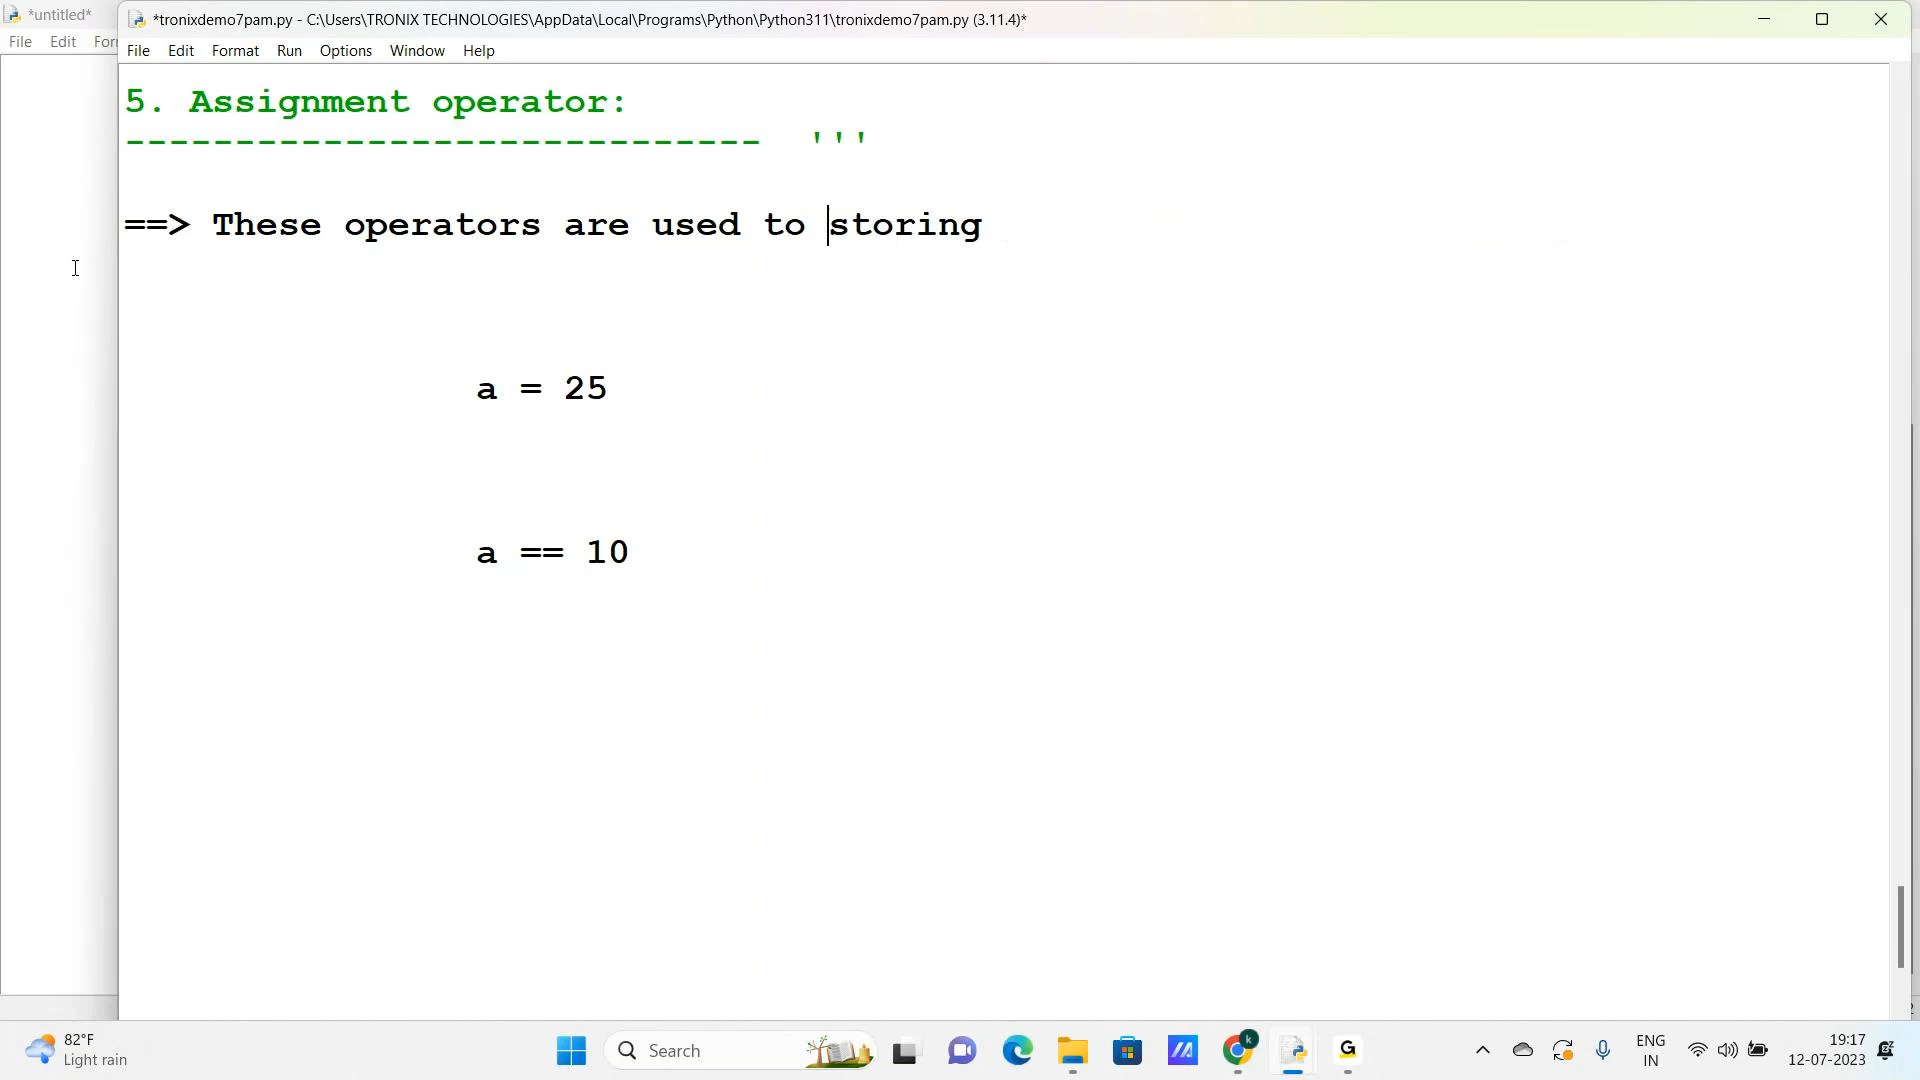 *untitled*
*tronixdemo7pam.py - C:\Users\TRONIX TECHNOLOGIES\AppData\Local\Programs\Python\Python311\tronixdemo7pam.py (3.11.4)*
File Edit
File Edit Format Run Options Window Help
5. Assignment operator:
----------------------------- '''
==> These operators are used to storing
a = 25
a == 10
82°F
Light rain
Search
ENG
IN
19:17
12-07-2023